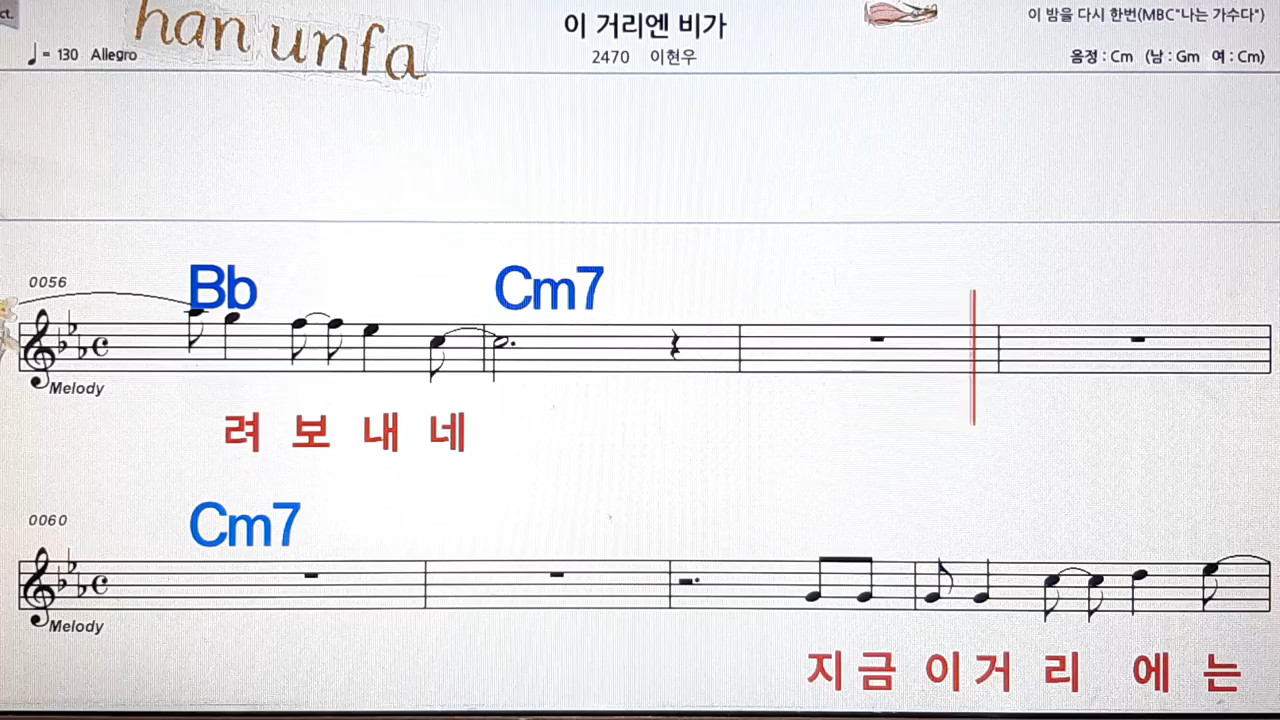 ct.
han unfa
이 거리엔 비가
이 밤을 다시 한번(MBC"나는 가수다")
♩= 130 Allegro
2470 이현우
음정 : Cm (남 : Gm 여 : Cm)
0056
Bb Cm7
Melody
려 보 내 네
0060
Cm7
Melody
지 금 이 거 리 에 는